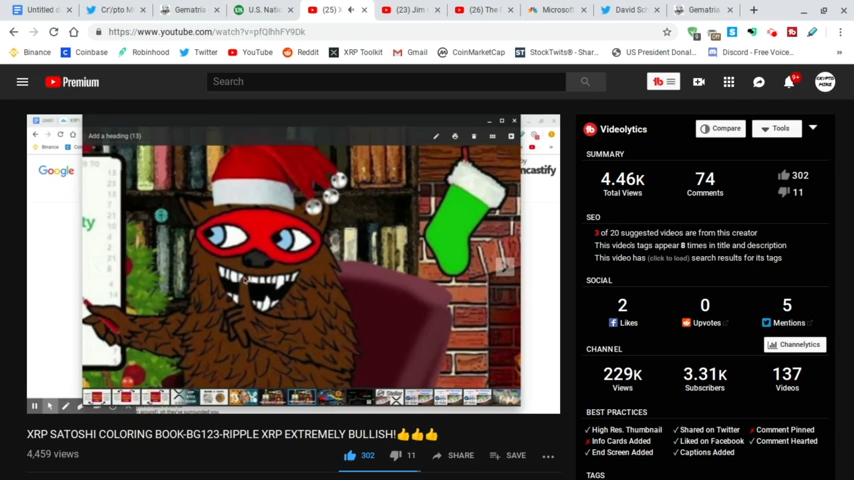 Untitled d
Cr/pto M
Gematria
U.S. Nati
(25) X
(23) Jim
(26) The
Microsof
David Sc
Gematria
https://www.youtube.com/watch?v=pfQlhhFY9Dk
Binance
Coinbase
Robinhood
Twitter
YouTube
Reddit
XRP Toolkit
Gmail
CoinMarketCap
StockTwits® - Shar...
US President Donal...
Discord - Free Voice...
Premium
Search
9+
Add a heading (13)
Binance
Google
ncastify
ty
Videolytics
Compare
Tools
SUMMARY
4.46K
Total Views
74
Comments
302
11
SEO
3 of 20 suggested videos are from this creator
This video's tags appear 8 times in title and description
This video has (click to load) search results for its tags
SOCIAL
2
Likes
0
Upvotes
5
Mentions
CHANNEL
Channelytics
229K
Views
3.31K
Subscribers
137
Videos
BEST PRACTICES
High Res. Thumbnail
Shared on Twitter
Comment Pinned
Info Cards Added
Liked on Facebook
Comment Hearted
End Screen Added
Captions Added
TAGS
XRP SATOSHI COLORING BOOK-BG123-RIPPLE XRP EXTREMELY BULLISH!👍👍👍
4,459 views
302
11
SHARE
SAVE